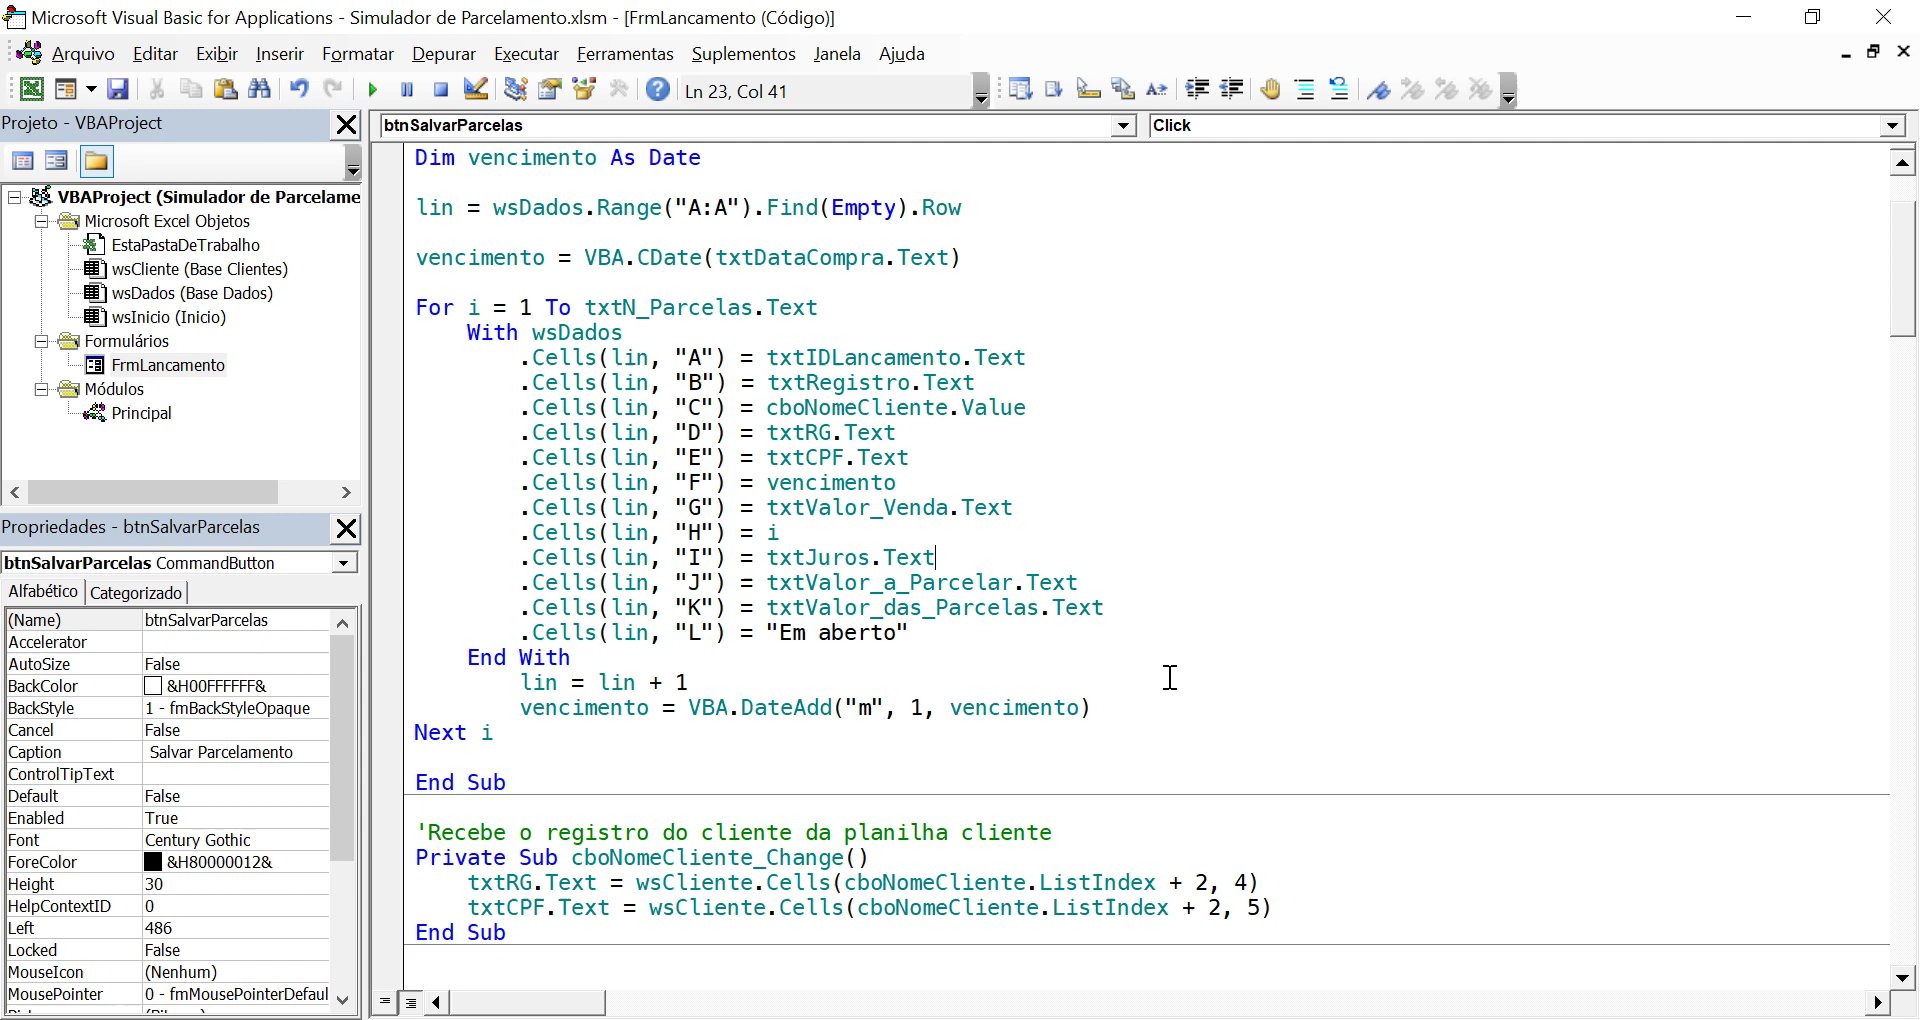 Microsoft Visual Basic for Applications - Simulador de Parcelamento.xlsm - [FrmLancamento (Código)]
Arquivo Editar Exibir Inserir Formatar Depurar Executar Ferramentas Suplementos Janela Ajuda
Ln 23, Col 41
Projeto - VBAProject
VBAProject (Simulador de Parcelame
Microsoft Excel Objetos
EstaPastaDeTrabalho
wsCliente (Base Clientes)
wsDados (Base Dados)
wsInicio (Inicio)
Formulários
FrmLancamento
Módulos
Principal
Propriedades - btnSalvarParcelas
btnSalvarParcelas CommandButton
Alfabético Categorizado
(Name) btnSalvarParcelas
Accelerator
AutoSize False
BackColor &H00FFFFFF&
BackStyle 1 - fmBackStyleOpaque
Cancel False
Caption Salvar Parcelamento
ControlTipText
Default False
Enabled True
Font Century Gothic
ForeColor &H80000012&
Height 30
HelpContextID 0
Left 486
Locked False
MouseIcon (Nenhum)
MousePointer 0 - fmMousePointerDefaul
btnSalvarParcelas Click
Dim vencimento As Date
lin = wsDados.Range("A:A").Find(Empty).Row
vencimento = VBA.CDate(txtDataCompra.Text)
For i = 1 To txtN_Parcelas.Text
With wsDados
.Cells(lin, "A") = txtIDLancamento.Text
.Cells(lin, "B") = txtRegistro.Text
.Cells(lin, "C") = cboNomeCliente.Value
.Cells(lin, "D") = txtRG.Text
.Cells(lin, "E") = txtCPF.Text
.Cells(lin, "F") = vencimento
.Cells(lin, "G") = txtValor_Venda.Text
.Cells(lin, "H") = i
.Cells(lin, "I") = txtJuros.Text
.Cells(lin, "J") = txtValor_a_Parcelar.Text
.Cells(lin, "K") = txtValor_das_Parcelas.Text
.Cells(lin, "L") = "Em aberto"
End With
lin = lin + 1
vencimento = VBA.DateAdd("m", 1, vencimento)
Next i
End Sub
'Recebe o registro do cliente da planilha cliente
Private Sub cboNomeCliente_Change()
txtRG.Text = wsCliente.Cells(cboNomeCliente.ListIndex + 2, 4)
txtCPF.Text = wsCliente.Cells(cboNomeCliente.ListIndex + 2, 5)
End Sub